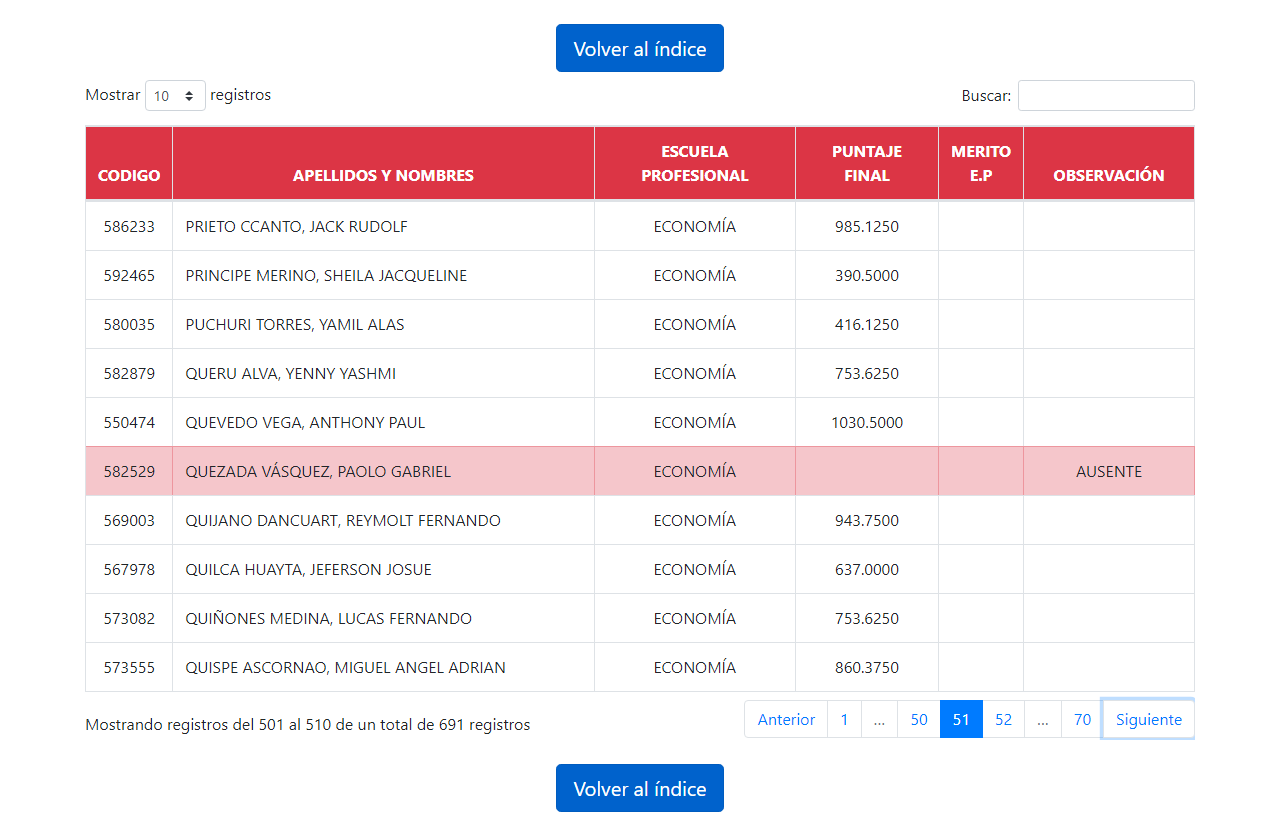 Volver al índice
Mostrar 10 registros Buscar:
CODIGO APELLIDOS Y NOMBRES ESCUELA PROFESIONAL PUNTAJE FINAL MERITO E.P OBSERVACIÓN
586233 PRIETO CCANTO, JACK RUDOLF ECONOMÍA 985.1250
592465 PRINCIPE MERINO, SHEILA JACQUELINE ECONOMÍA 390.5000
580035 PUCHURI TORRES, YAMIL ALAS ECONOMÍA 416.1250
582879 QUERU ALVA, YENNY YASHMI ECONOMÍA 753.6250
550474 QUEVEDO VEGA, ANTHONY PAUL ECONOMÍA 1030.5000
582529 QUEZADA VÁSQUEZ, PAOLO GABRIEL ECONOMÍA AUSENTE
569003 QUIJANO DANCUART, REYMOLT FERNANDO ECONOMÍA 943.7500
567978 QUILCA HUAYTA, JEFERSON JOSUE ECONOMÍA 637.0000
573082 QUIÑONES MEDINA, LUCAS FERNANDO ECONOMÍA 753.6250
573555 QUISPE ASCORNAO, MIGUEL ANGEL ADRIAN ECONOMÍA 860.3750
Mostrando registros del 501 al 510 de un total de 691 registros Anterior 1 ... 50 51 52 ... 70 Siguiente
Volver al índice